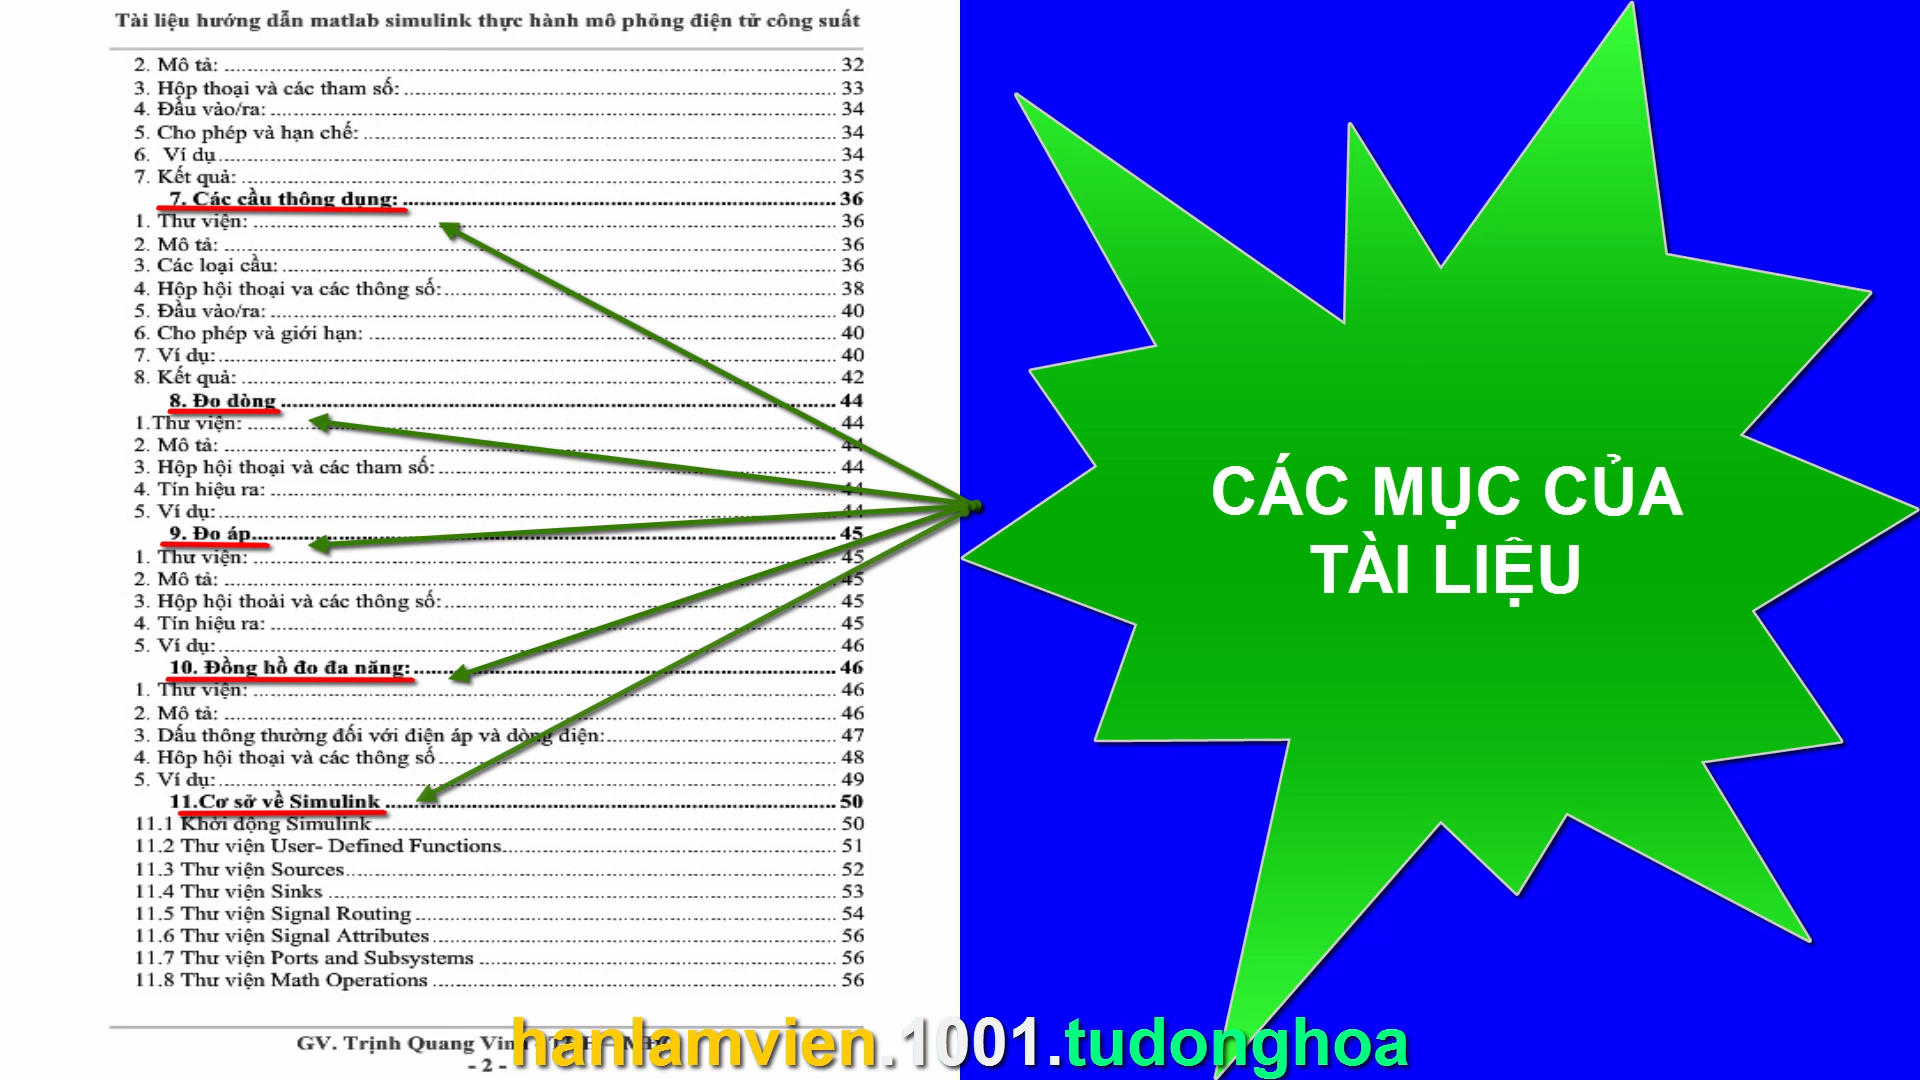 Tài liệu hướng dẫn matlab simulink thực hành mô phỏng điện tử công suất
2. Mô tả: 32
3. Hộp thoại và các tham số: 33
4. Đấu vào/ra: 34
5. Cho phép và hạn chế: 34
6. Ví dụ 34
7. Kết quả: 35
7. Các cầu thông dụng: 36
1. Thư viện: 36
2. Mô tả: 36
3. Các loại cầu: 36
4. Hộp hội thoại va các thông số: 38
5. Đầu vào/ra: 40
6. Cho phép và giới hạn: 40
7. Ví dụ: 40
8. Kết quả: 42
8. Đo dòng 44
1.Thư viện: 44
2. Mô tả: 44
3. Hộp hội thoại và các tham số: 44
4. Tín hiệu ra: 44
5. Ví dụ: 44
9. Đo áp 45
1. Thư viện: 45
2. Mô tả: 45
3. Hộp hội thoài và các thông số: 45
4. Tín hiệu ra: 45
5. Ví dụ: 46
10. Đồng hồ đo đa năng: 46
1. Thư viện: 46
2. Mô tả: 46
3. Dấu thông thường đối với điện áp và dòng điện: 47
4. Hôp hội thoại và các thông số 48
5. Ví dụ: 49
11.Cơ sở về Simulink 50
11.1 Khởi động Simulink 50
11.2 Thư viện User- Defined Functions 51
11.3 Thư viện Sources 52
11.4 Thư viện Sinks 53
11.5 Thư viện Signal Routing 54
11.6 Thư viện Signal Attributes 56
11.7 Thư viện Ports and Subsystems 56
11.8 Thư viện Math Operations 56
GV. Trịnh Quang
- 2 -
CÁC MỤC CỦA
TÀI LIỆU
hanlamvien.1001.tudonghoa